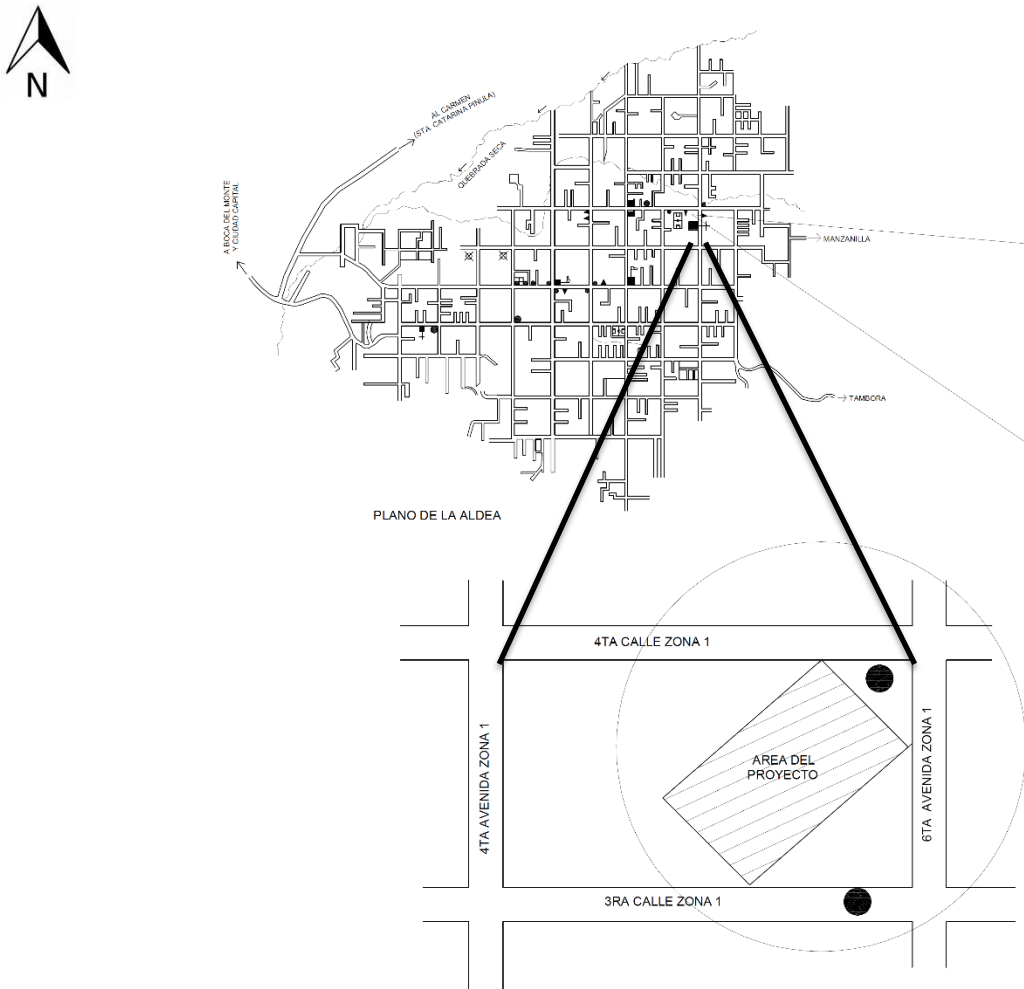 N
AL CARMEN
(STA. CATARINA PINULA)
QUEBRADA SECA
A BOCA DEL MONTE
Y CIUDAD CAPITAL
MANZANILLA
TAMBORA
PLANO DE LA ALDEA
4TA CALLE ZONA 1
4TA AVENIDA ZONA 1
AREA DEL
PROYECTO
6TA AVENIDA ZONA 1
3RA CALLE ZONA 1